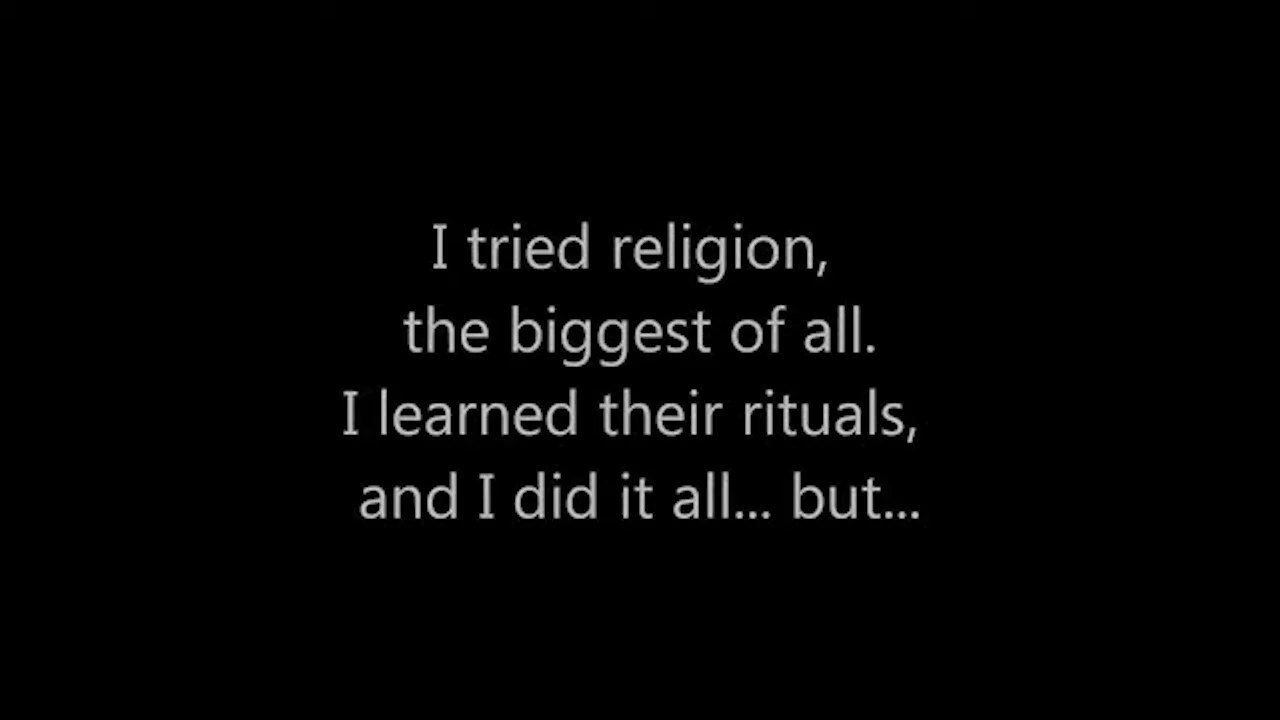 I tried religion,
the biggest of all.
I learned their rituals,
and I did it all... but...